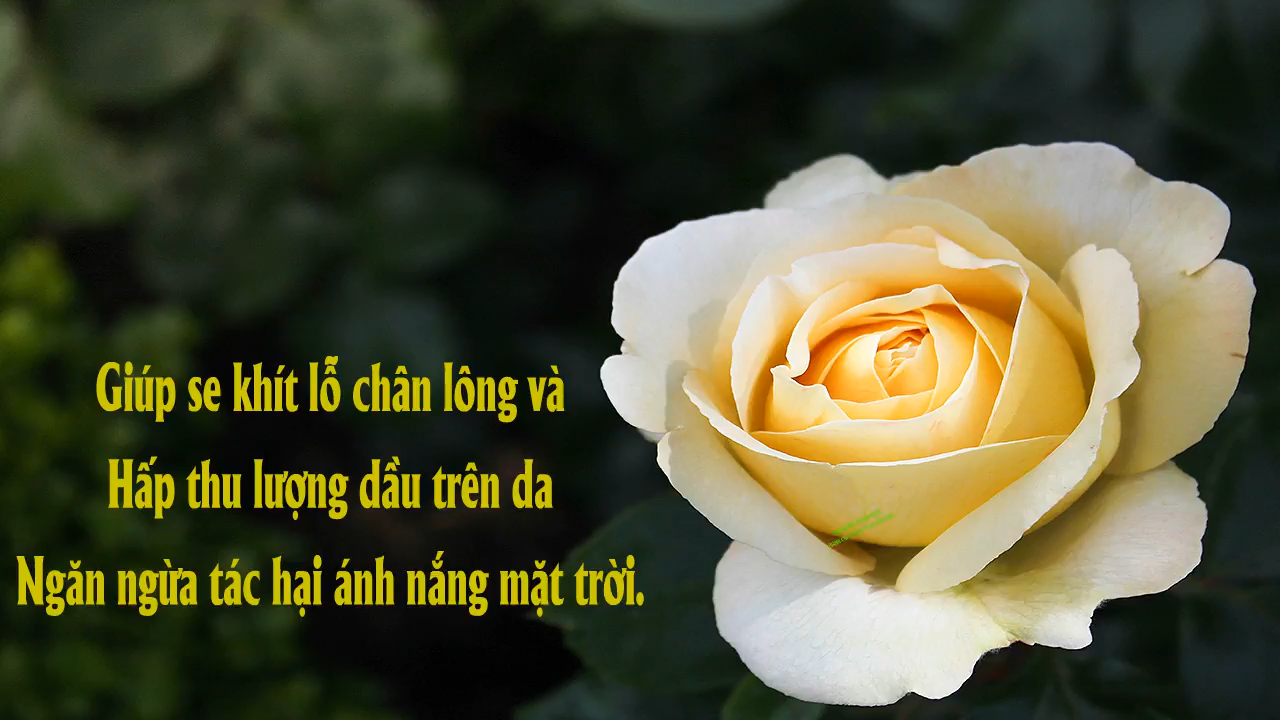 Giúp se khít lỗ chân lông và
Hấp thu lượng dầu trên da
Ngăn ngừa tác hại ánh nắng mặt trời.